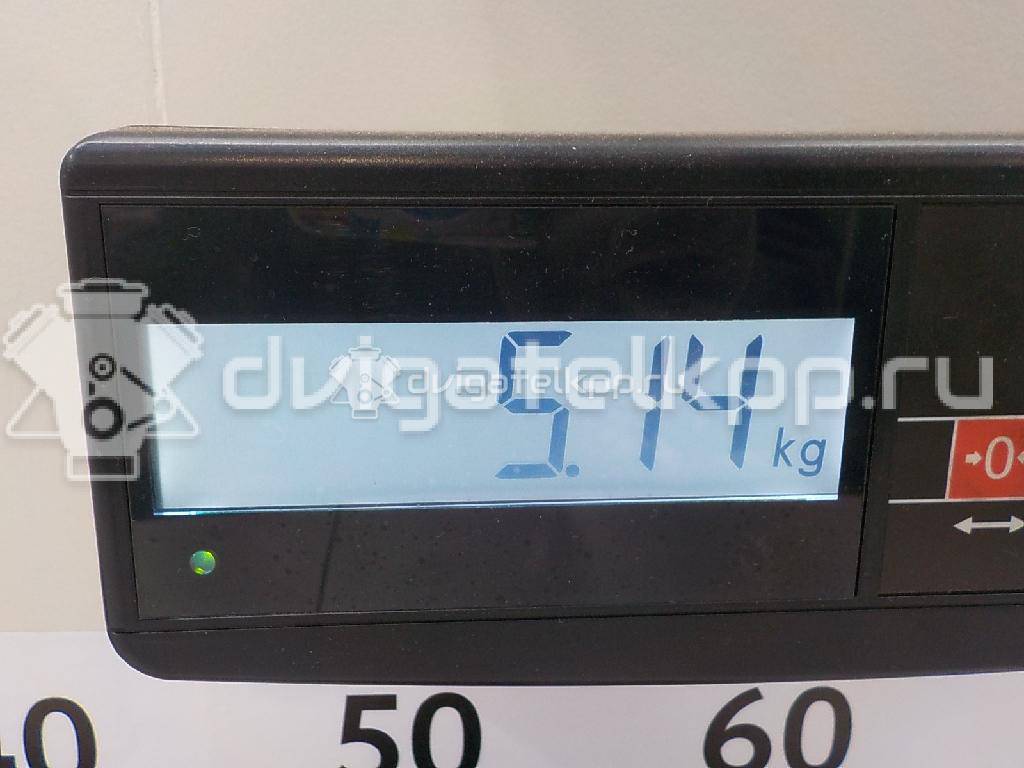 dvigatelkpp.ru
dvigatelkpp.ru
5.14 kg
→0←
40 50 60